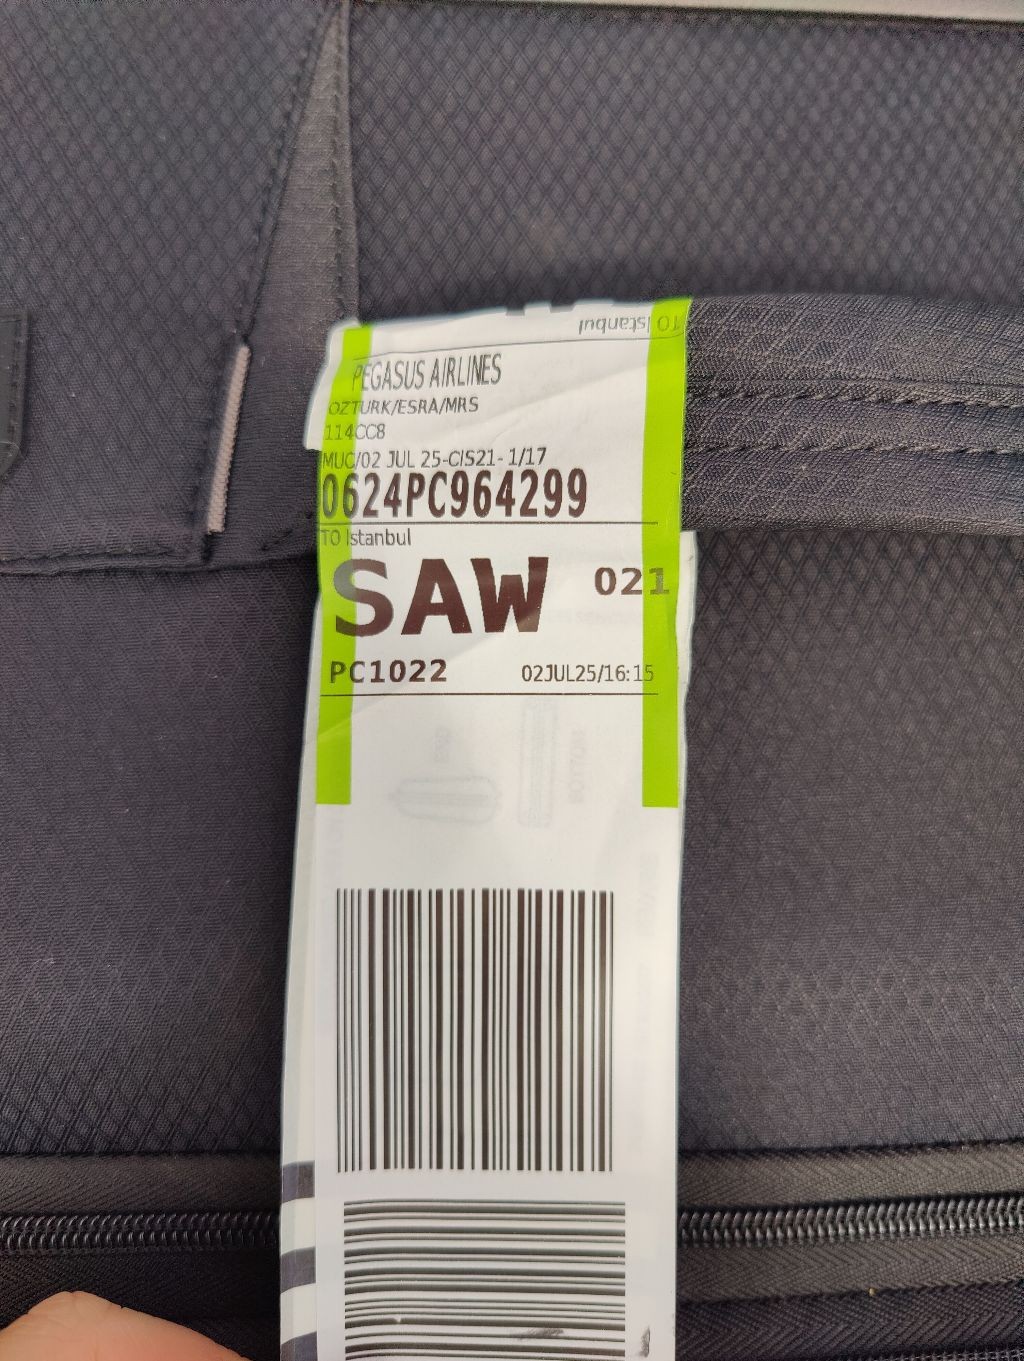 TO Istanbul
PEGASUS AIRLINES
OZTURK/ESRA/MRS
114CC8
MUC/02 JUL 25-CIS21- 1/17
0624PC964299
TO Istanbul
SAW 021
PC1022 02JUL25/16:15